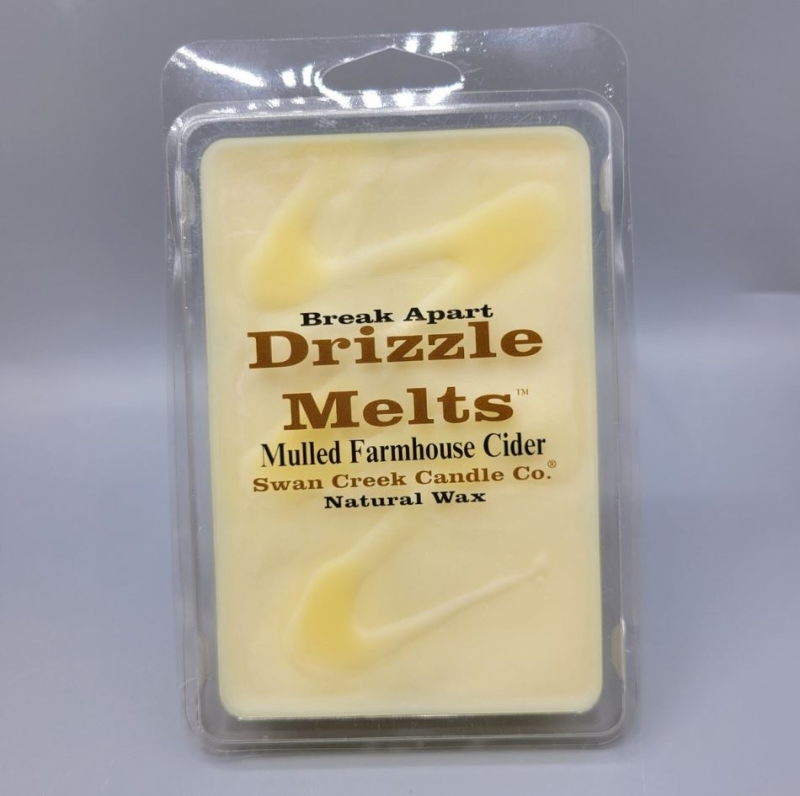 Break Apart
Drizzle
Melts™
Mulled Farmhouse Cider
Swan Creek Candle Co.®
Natural Wax